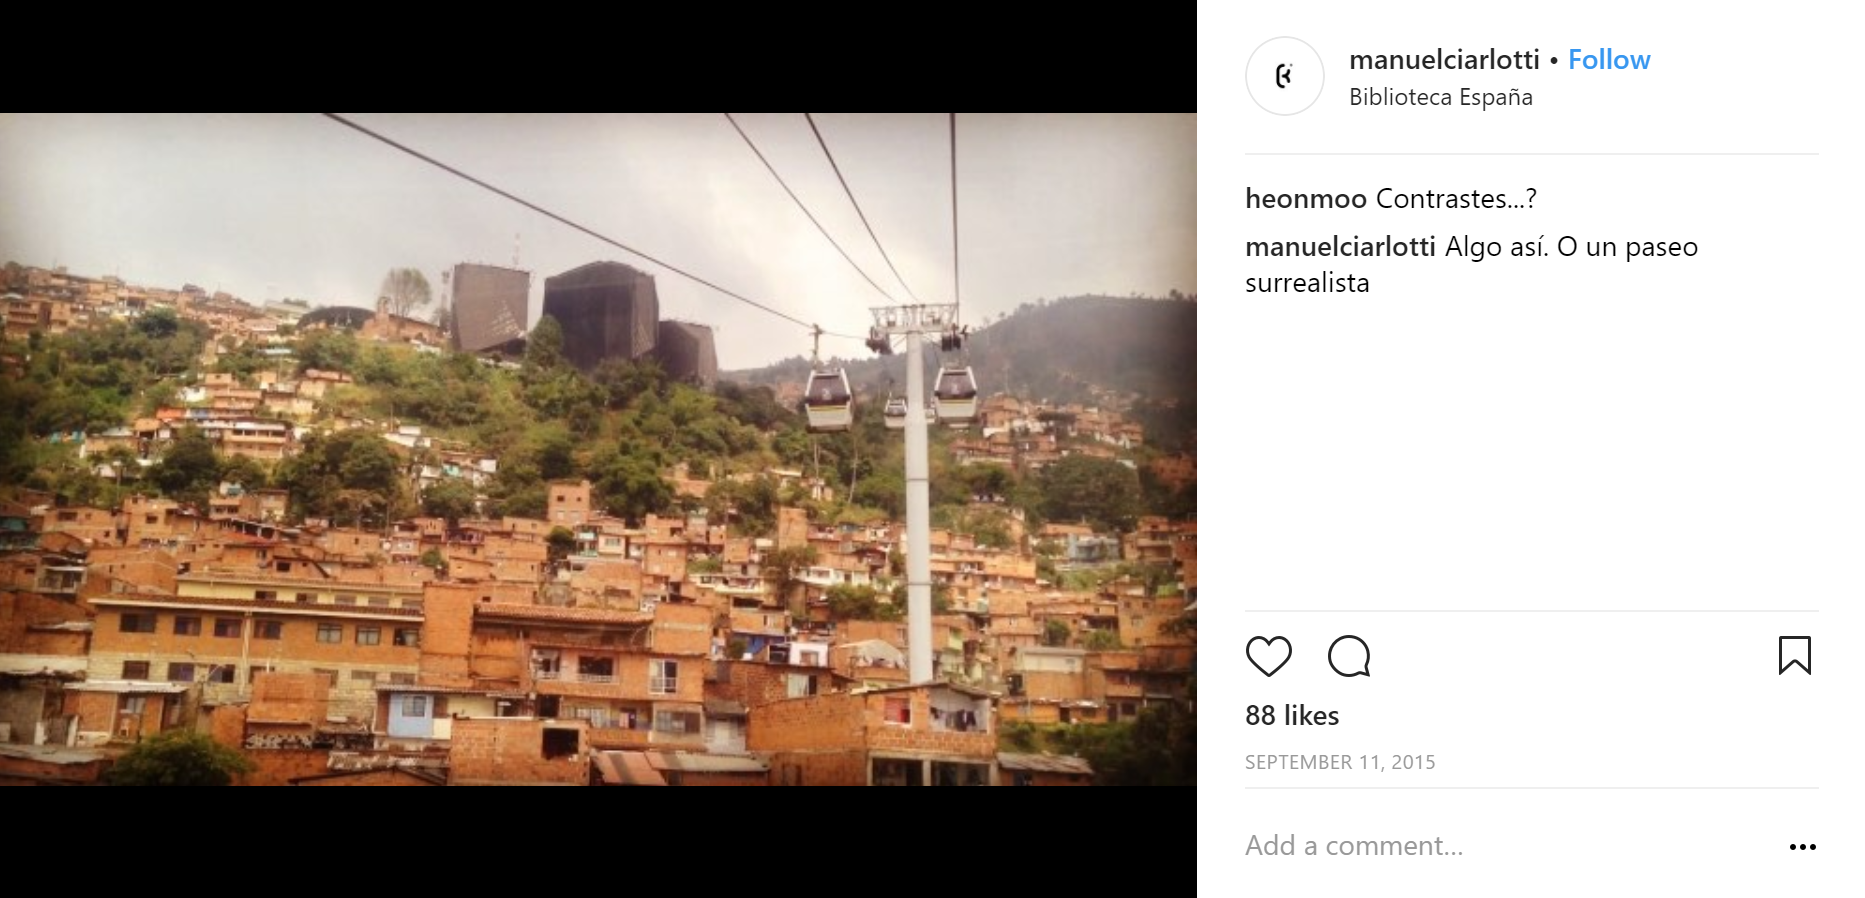 manuelciarlotti • Follow
Biblioteca España
heonmoo Contrastes...?
manuelciarlotti Algo así. O un paseo
surrealista
88 likes
SEPTEMBER 11, 2015
Add a comment...